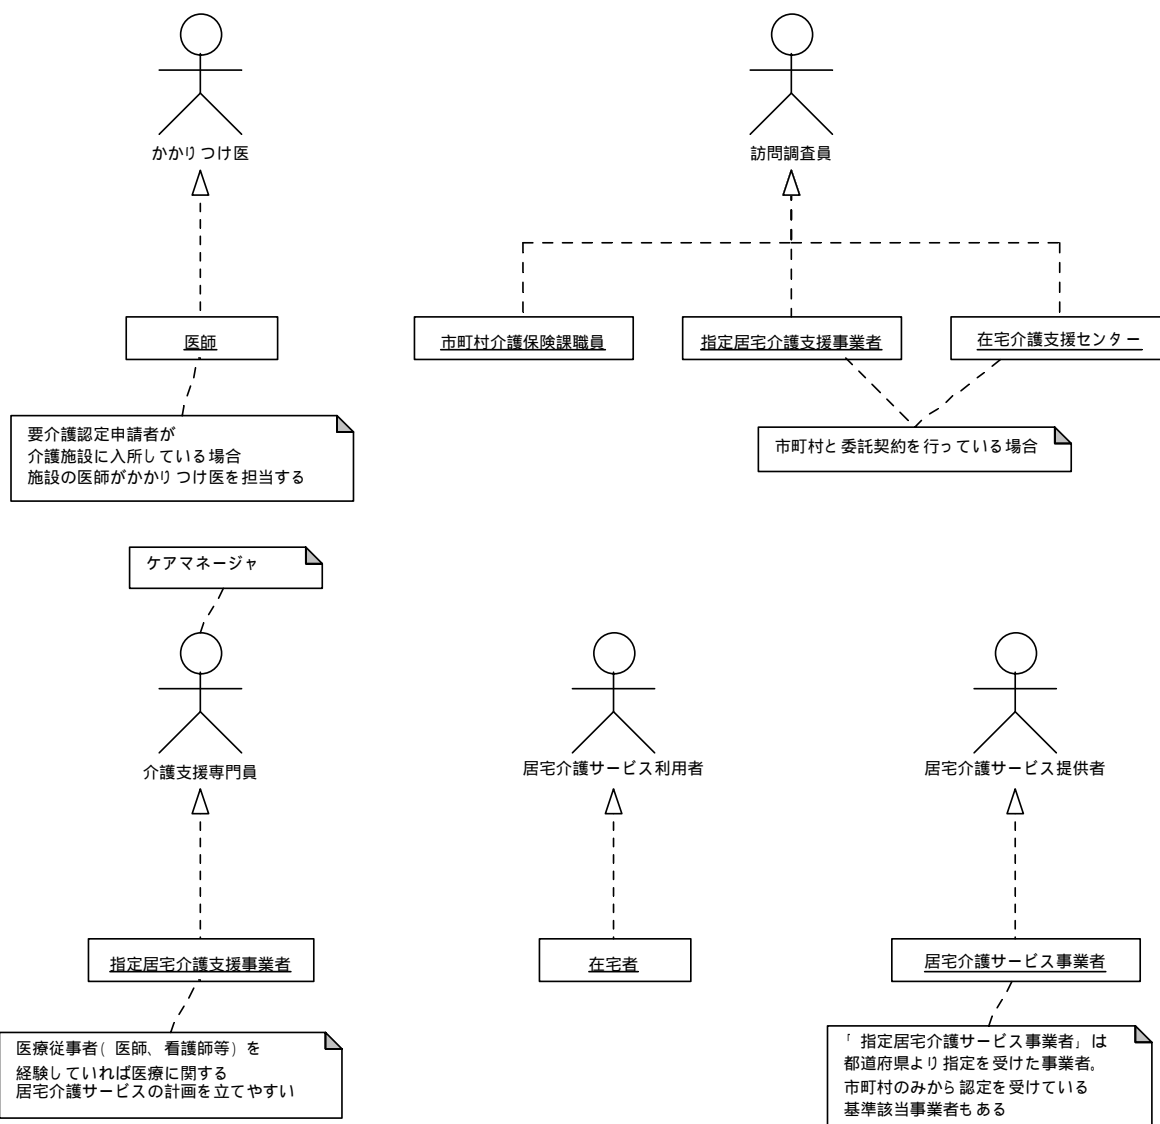 かかりつけ医
訪問調査員
医師
市町村介護保険課職員
指定居宅介護支援事業者
在宅介護支援センター
要介護認定申請者が
介護施設に入所している場合
施設の医師がかかりつけ医を担当する
市町村と委託契約を行っている場合
ケアマネージャ
介護支援専門員
居宅介護サービス利用者
居宅介護サービス提供者
指定居宅介護支援事業者
在宅者
居宅介護サービス事業者
医療従事者(医師、看護師等)を
経験していれば医療に関する
居宅介護サービスの計画を立てやすい
「指定居宅介護サービス事業者」は
都道府県より指定を受けた事業者。
市町村のみから認定を受けている
基準該当事業者もある